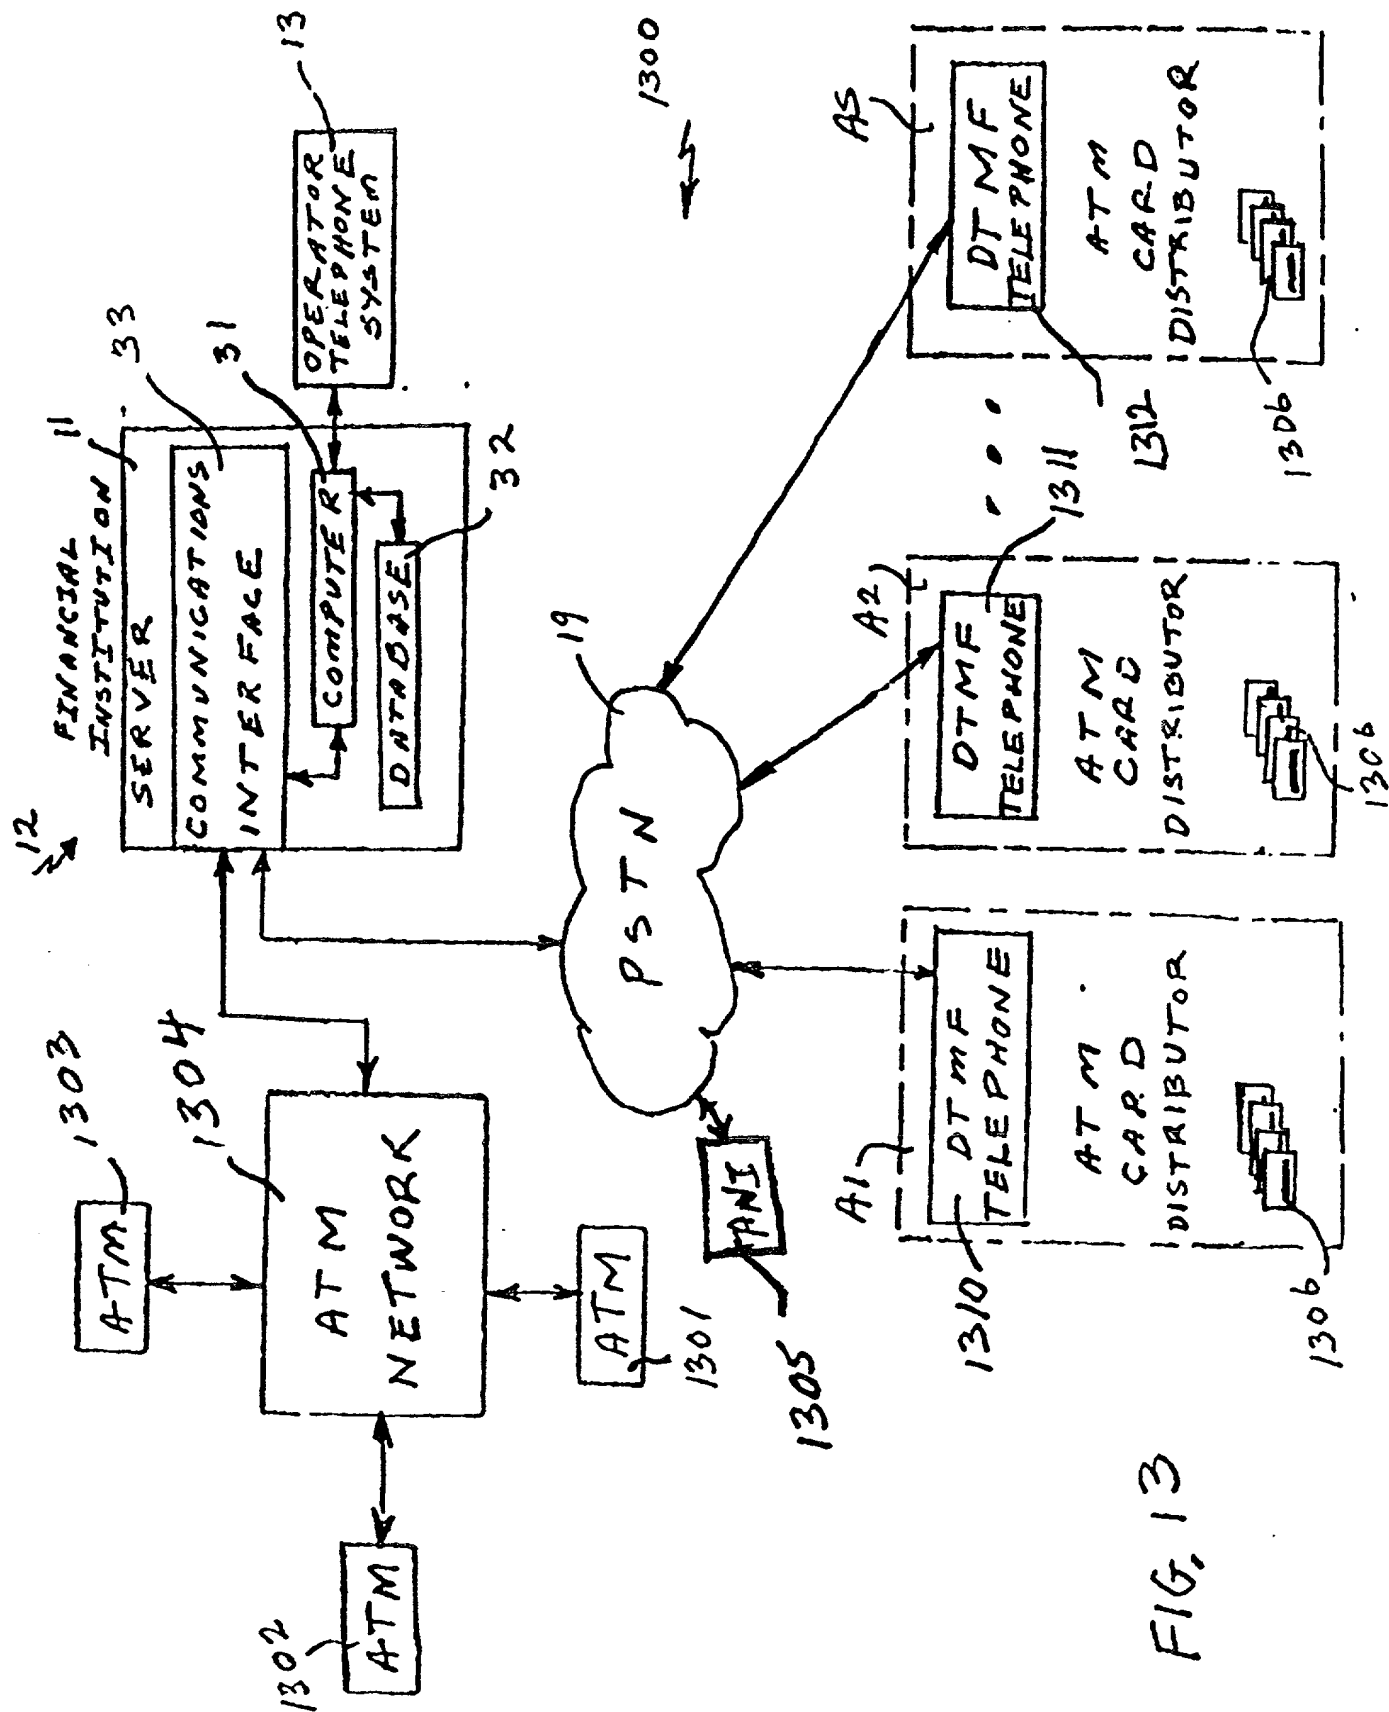 12
FINANCIAL
INSTITUTION
11
SERVER
COMMUNICATIONS
INTERFACE
33
COMPUTER
31
DATABASE
32
OPERATOR
TELEPHONE
SYSTEM
13
1303
ATM
1304
ATM
NETWORK
1302
ATM
ATM
1301
1300
19
PSTN
ANI
1305
A1
DTMF
TELEPHONE
1310
ATM
CARD
DISTRIBUTOR
1306
A2
DTMF
TELEPHONE
1311
ATM
CARD
DISTRIBUTOR
1306
AS
DTMF
TELEPHONE
1312
ATM
CARD
DISTRIBUTOR
1306
FIG. 13